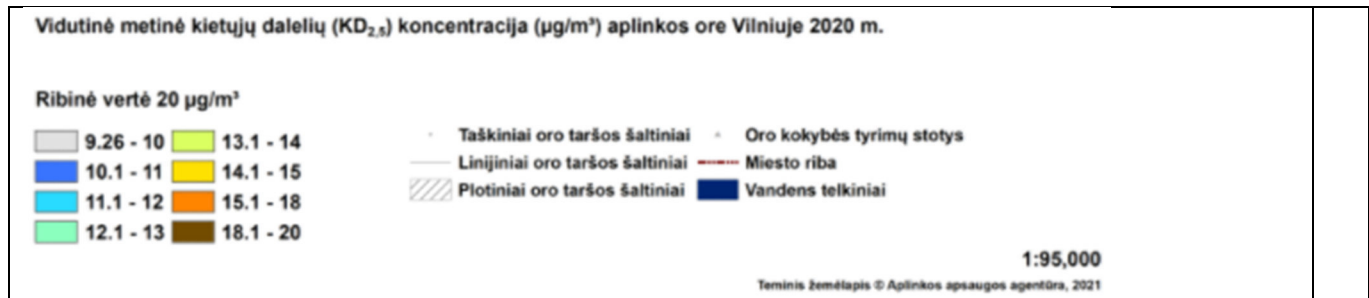 Vidutinė metinė kietųjų dalelių (KD₂,₅) koncentracija (µg/m³) aplinkos ore Vilniuje 2020 m.
Ribinė vertė 20 µg/m³
9.26 - 10
10.1 - 11
11.1 - 12
12.1 - 13
13.1 - 14
14.1 - 15
15.1 - 18
18.1 - 20
Taškiniai oro taršos šaltiniai
Linijiniai oro taršos šaltiniai
Plotiniai oro taršos šaltiniai
Oro kokybės tyrimų stotys
Miesto riba
Vandens telkiniai
1:95,000
Teminis žemėlapis © Aplinkos apsaugos agentūra, 2021